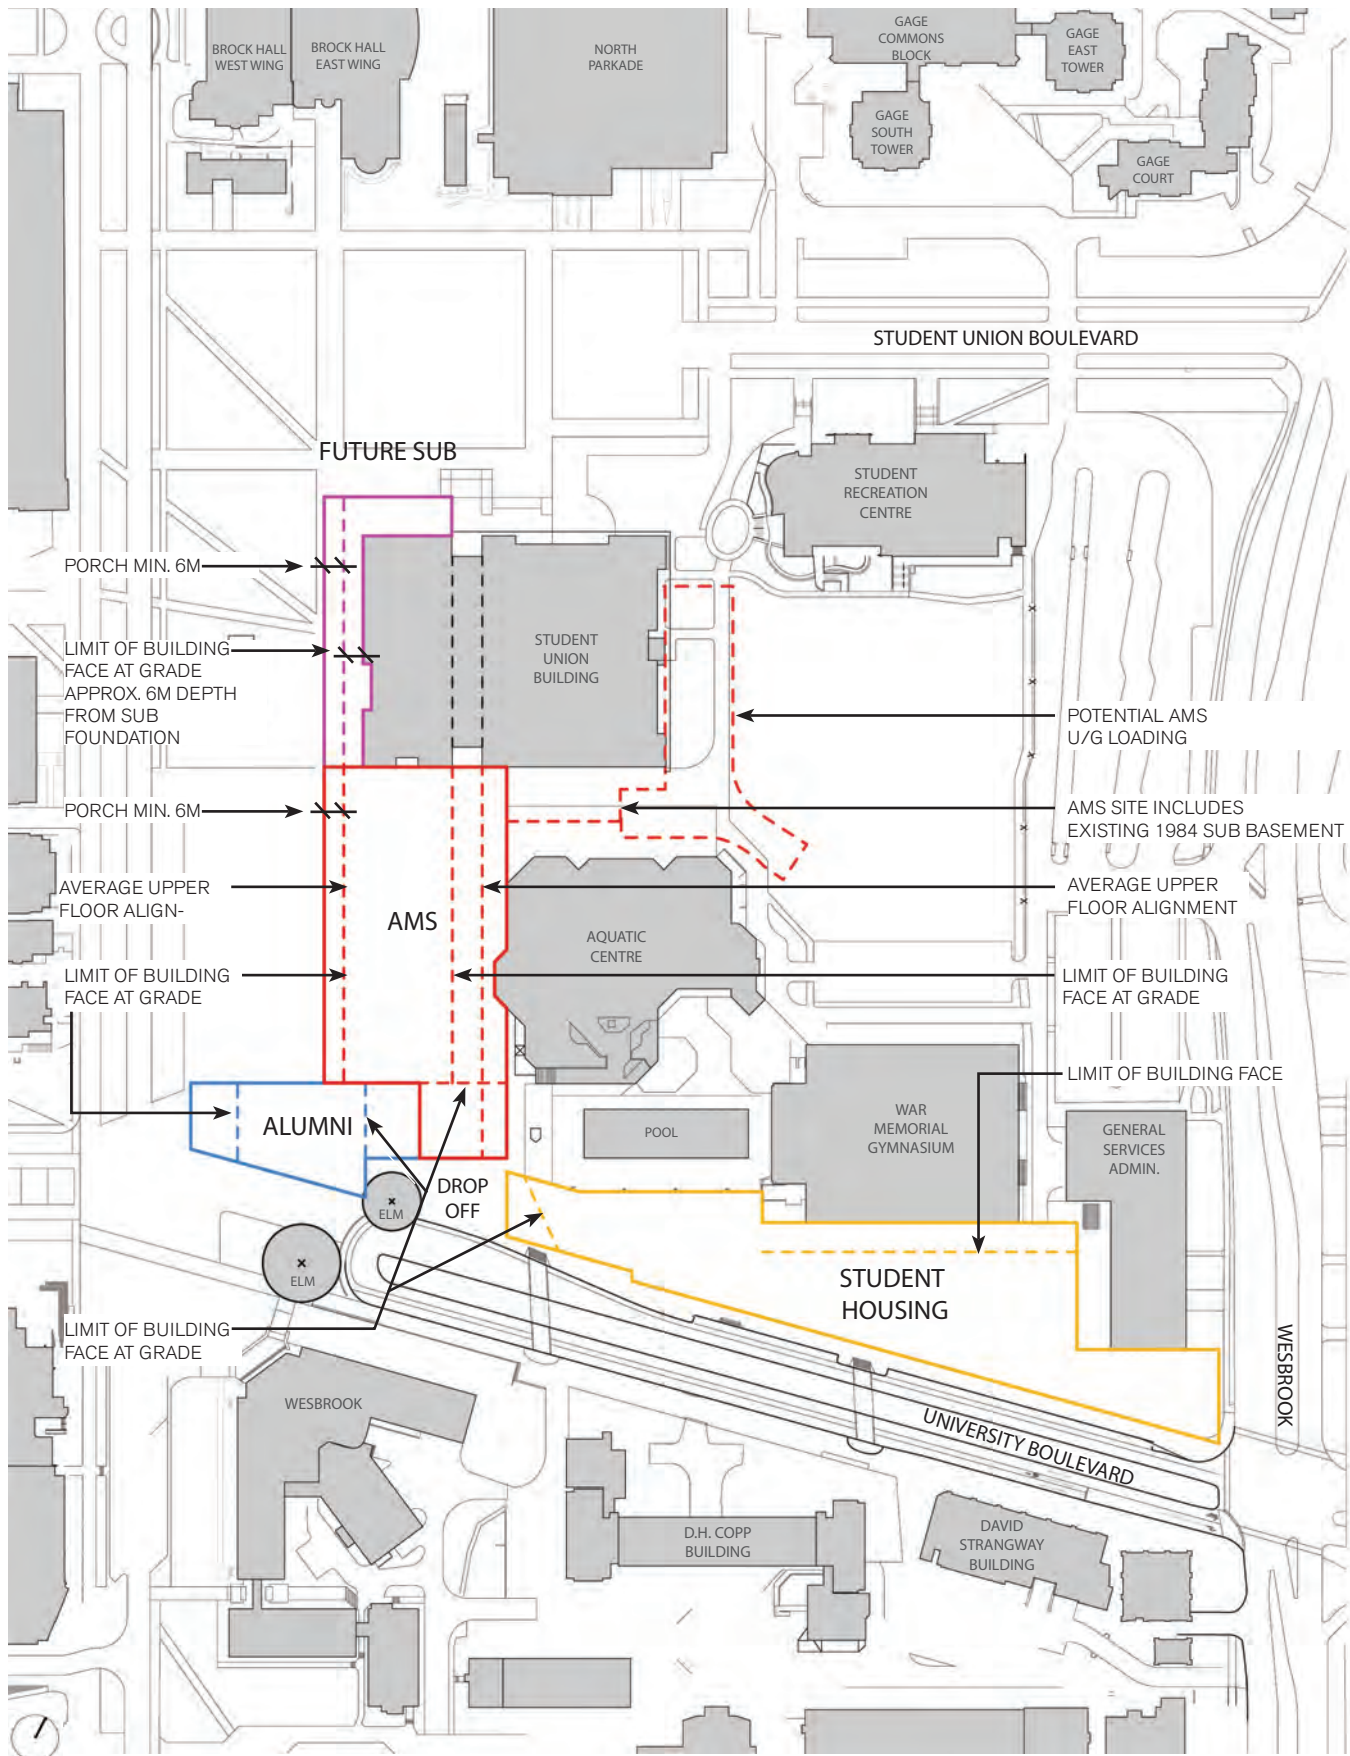 BROCK HALL
WEST WING
BROCK HALL
EAST WING
NORTH
PARKADE
GAGE
COMMONS
BLOCK
GAGE
EAST
TOWER
GAGE
SOUTH
TOWER
GAGE
COURT
STUDENT UNION BOULEVARD
FUTURE SUB
STUDENT
RECREATION
CENTRE
PORCH MIN. 6M
LIMIT OF BUILDING
FACE AT GRADE
APPROX. 6M DEPTH
FROM SUB
FOUNDATION
STUDENT
UNION
BUILDING
POTENTIAL AMS
U/G LOADING
PORCH MIN. 6M
AMS SITE INCLUDES
EXISTING 1984 SUB BASEMENT
AVERAGE UPPER
FLOOR ALIGN-
AMS
AVERAGE UPPER
FLOOR ALIGNMENT
AQUATIC
CENTRE
LIMIT OF BUILDING
FACE AT GRADE
LIMIT OF BUILDING
FACE AT GRADE
LIMIT OF BUILDING FACE
ALUMNI
POOL
WAR
MEMORIAL
GYMNASIUM
GENERAL
SERVICES
ADMIN.
DROP
OFF
ELM
ELM
STUDENT
HOUSING
LIMIT OF BUILDING
FACE AT GRADE
WESBROOK
WESBROOK
UNIVERSITY BOULEVARD
D.H. COPP
BUILDING
DAVID
STRANGWAY
BUILDING